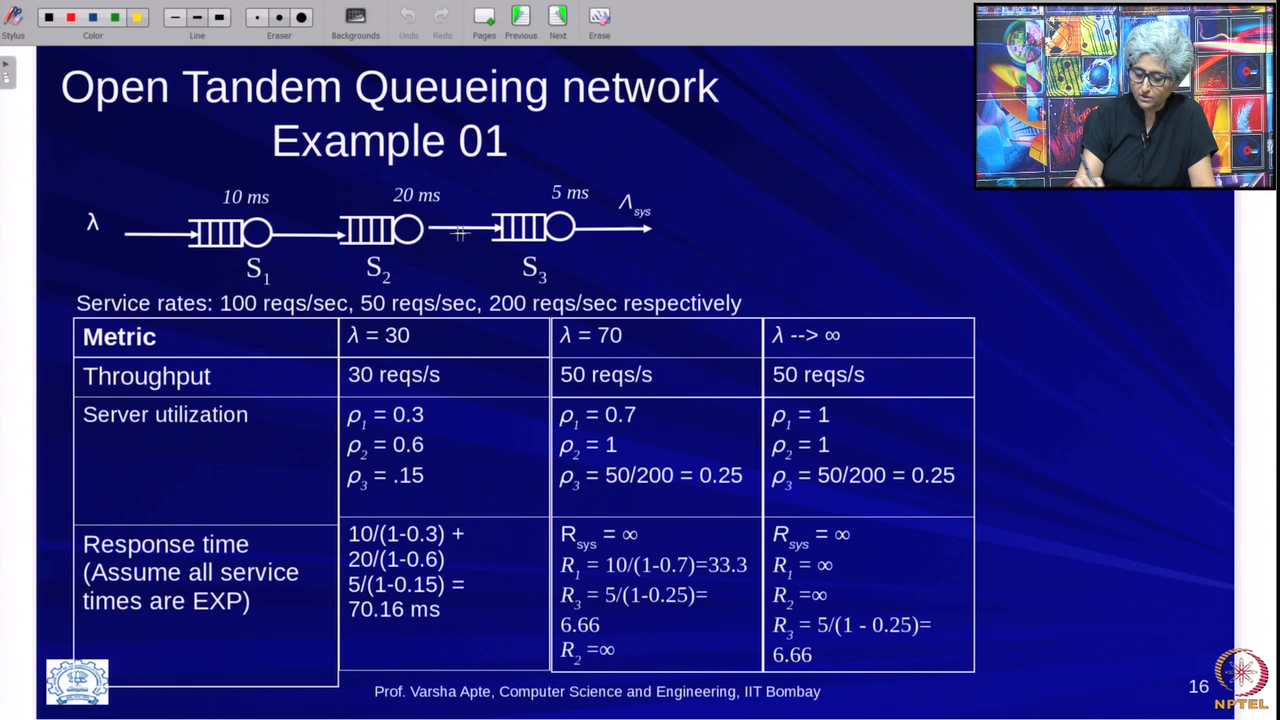 Stylus
Color
Line
Eraser
Backgrounds
Undo
Redo
Pages
Previous
Next
Erase
Open Tandem Queueing network
Example 01
10 ms
20 ms
5 ms
λ
Λsys
S1
S2
S3
Service rates: 100 reqs/sec, 50 reqs/sec, 200 reqs/sec respectively
Metric
λ = 30
λ = 70
λ --> ∞
Throughput
30 reqs/s
50 reqs/s
50 reqs/s
Server utilization
ρ1 = 0.3
ρ2 = 0.6
ρ3 = .15
ρ1 = 0.7
ρ2 = 1
ρ3 = 50/200 = 0.25
ρ1 = 1
ρ2 = 1
ρ3 = 50/200 = 0.25
Response time
(Assume all service
times are EXP)
10/(1-0.3) +
20/(1-0.6)
5/(1-0.15) =
70.16 ms
Rsys = ∞
R1 = 10/(1-0.7)=33.3
R3 = 5/(1-0.25)=
6.66
R2 =∞
Rsys = ∞
R1 = ∞
R2 =∞
R3 = 5/(1 - 0.25)=
6.66
Prof. Varsha Apte, Computer Science and Engineering, IIT Bombay
16
NPTEL